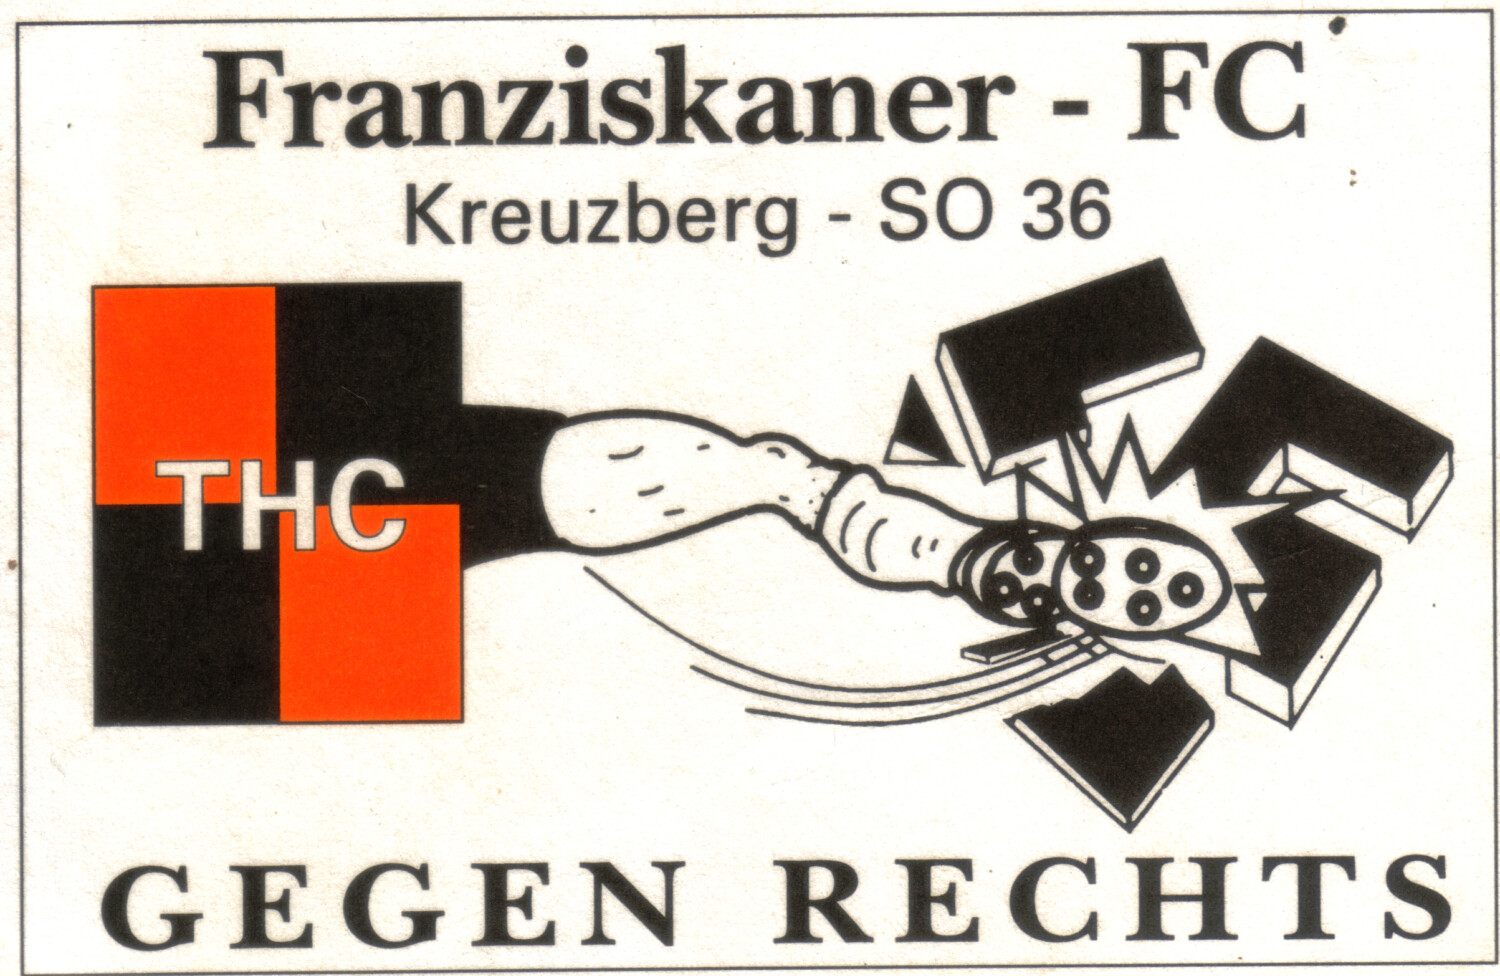 Franziskaner - FC
Kreuzberg - SO 36
THC
GEGEN RECHTS